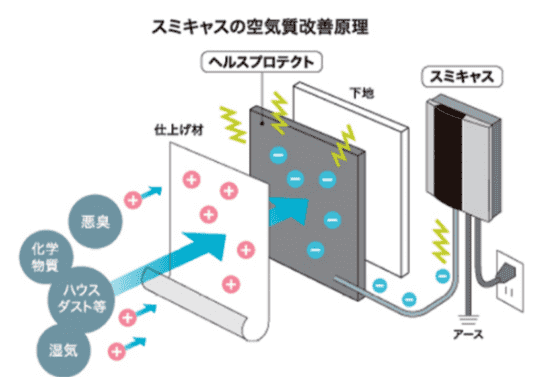 スミキャスの空気質改善原理
ヘルスプロテクト
スミキャス
下地
仕上げ材
悪臭
化学
物質
ハウス
ダスト等
湿気
アース